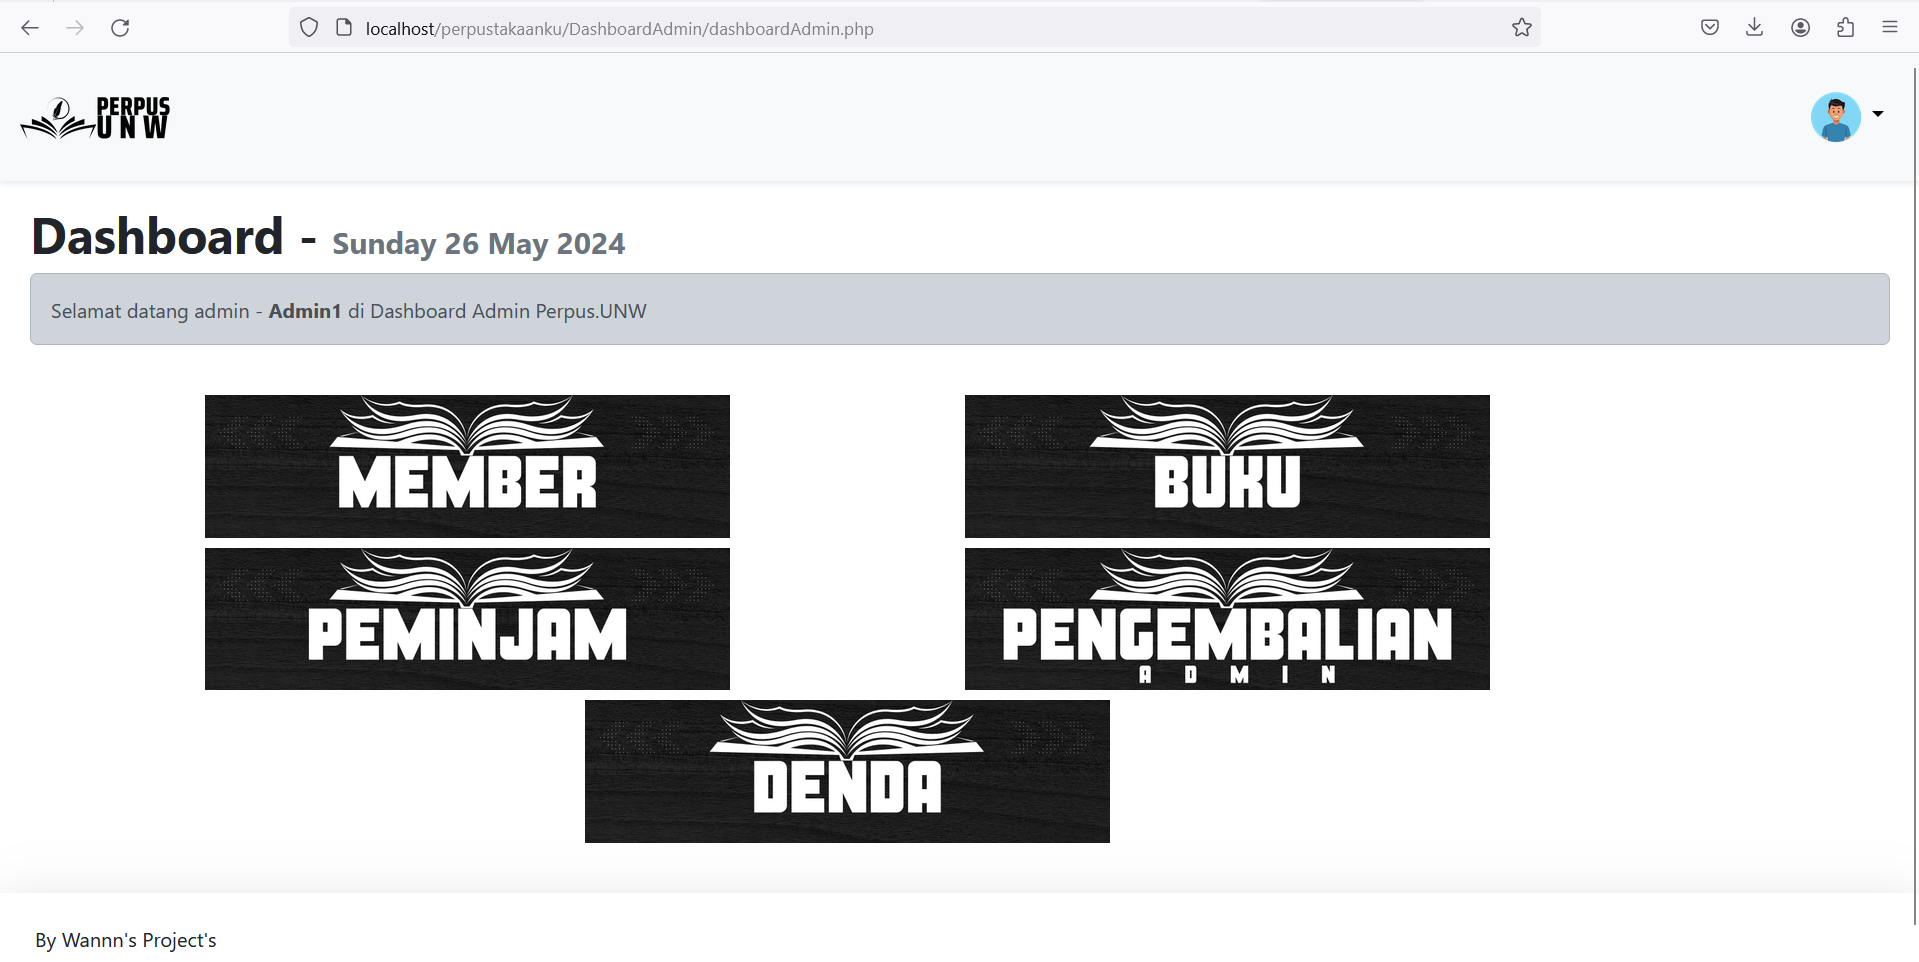 localhost/perpustakaanku/DashboardAdmin/dashboardAdmin.php
PERPUS
UNW
Dashboard - Sunday 26 May 2024
Selamat datang admin - Admin1 di Dashboard Admin Perpus.UNW
MEMBER
BUKU
PEMINJAM
PENGEMBALIAN
ADMIN
DENDA
By Wannn's Project's